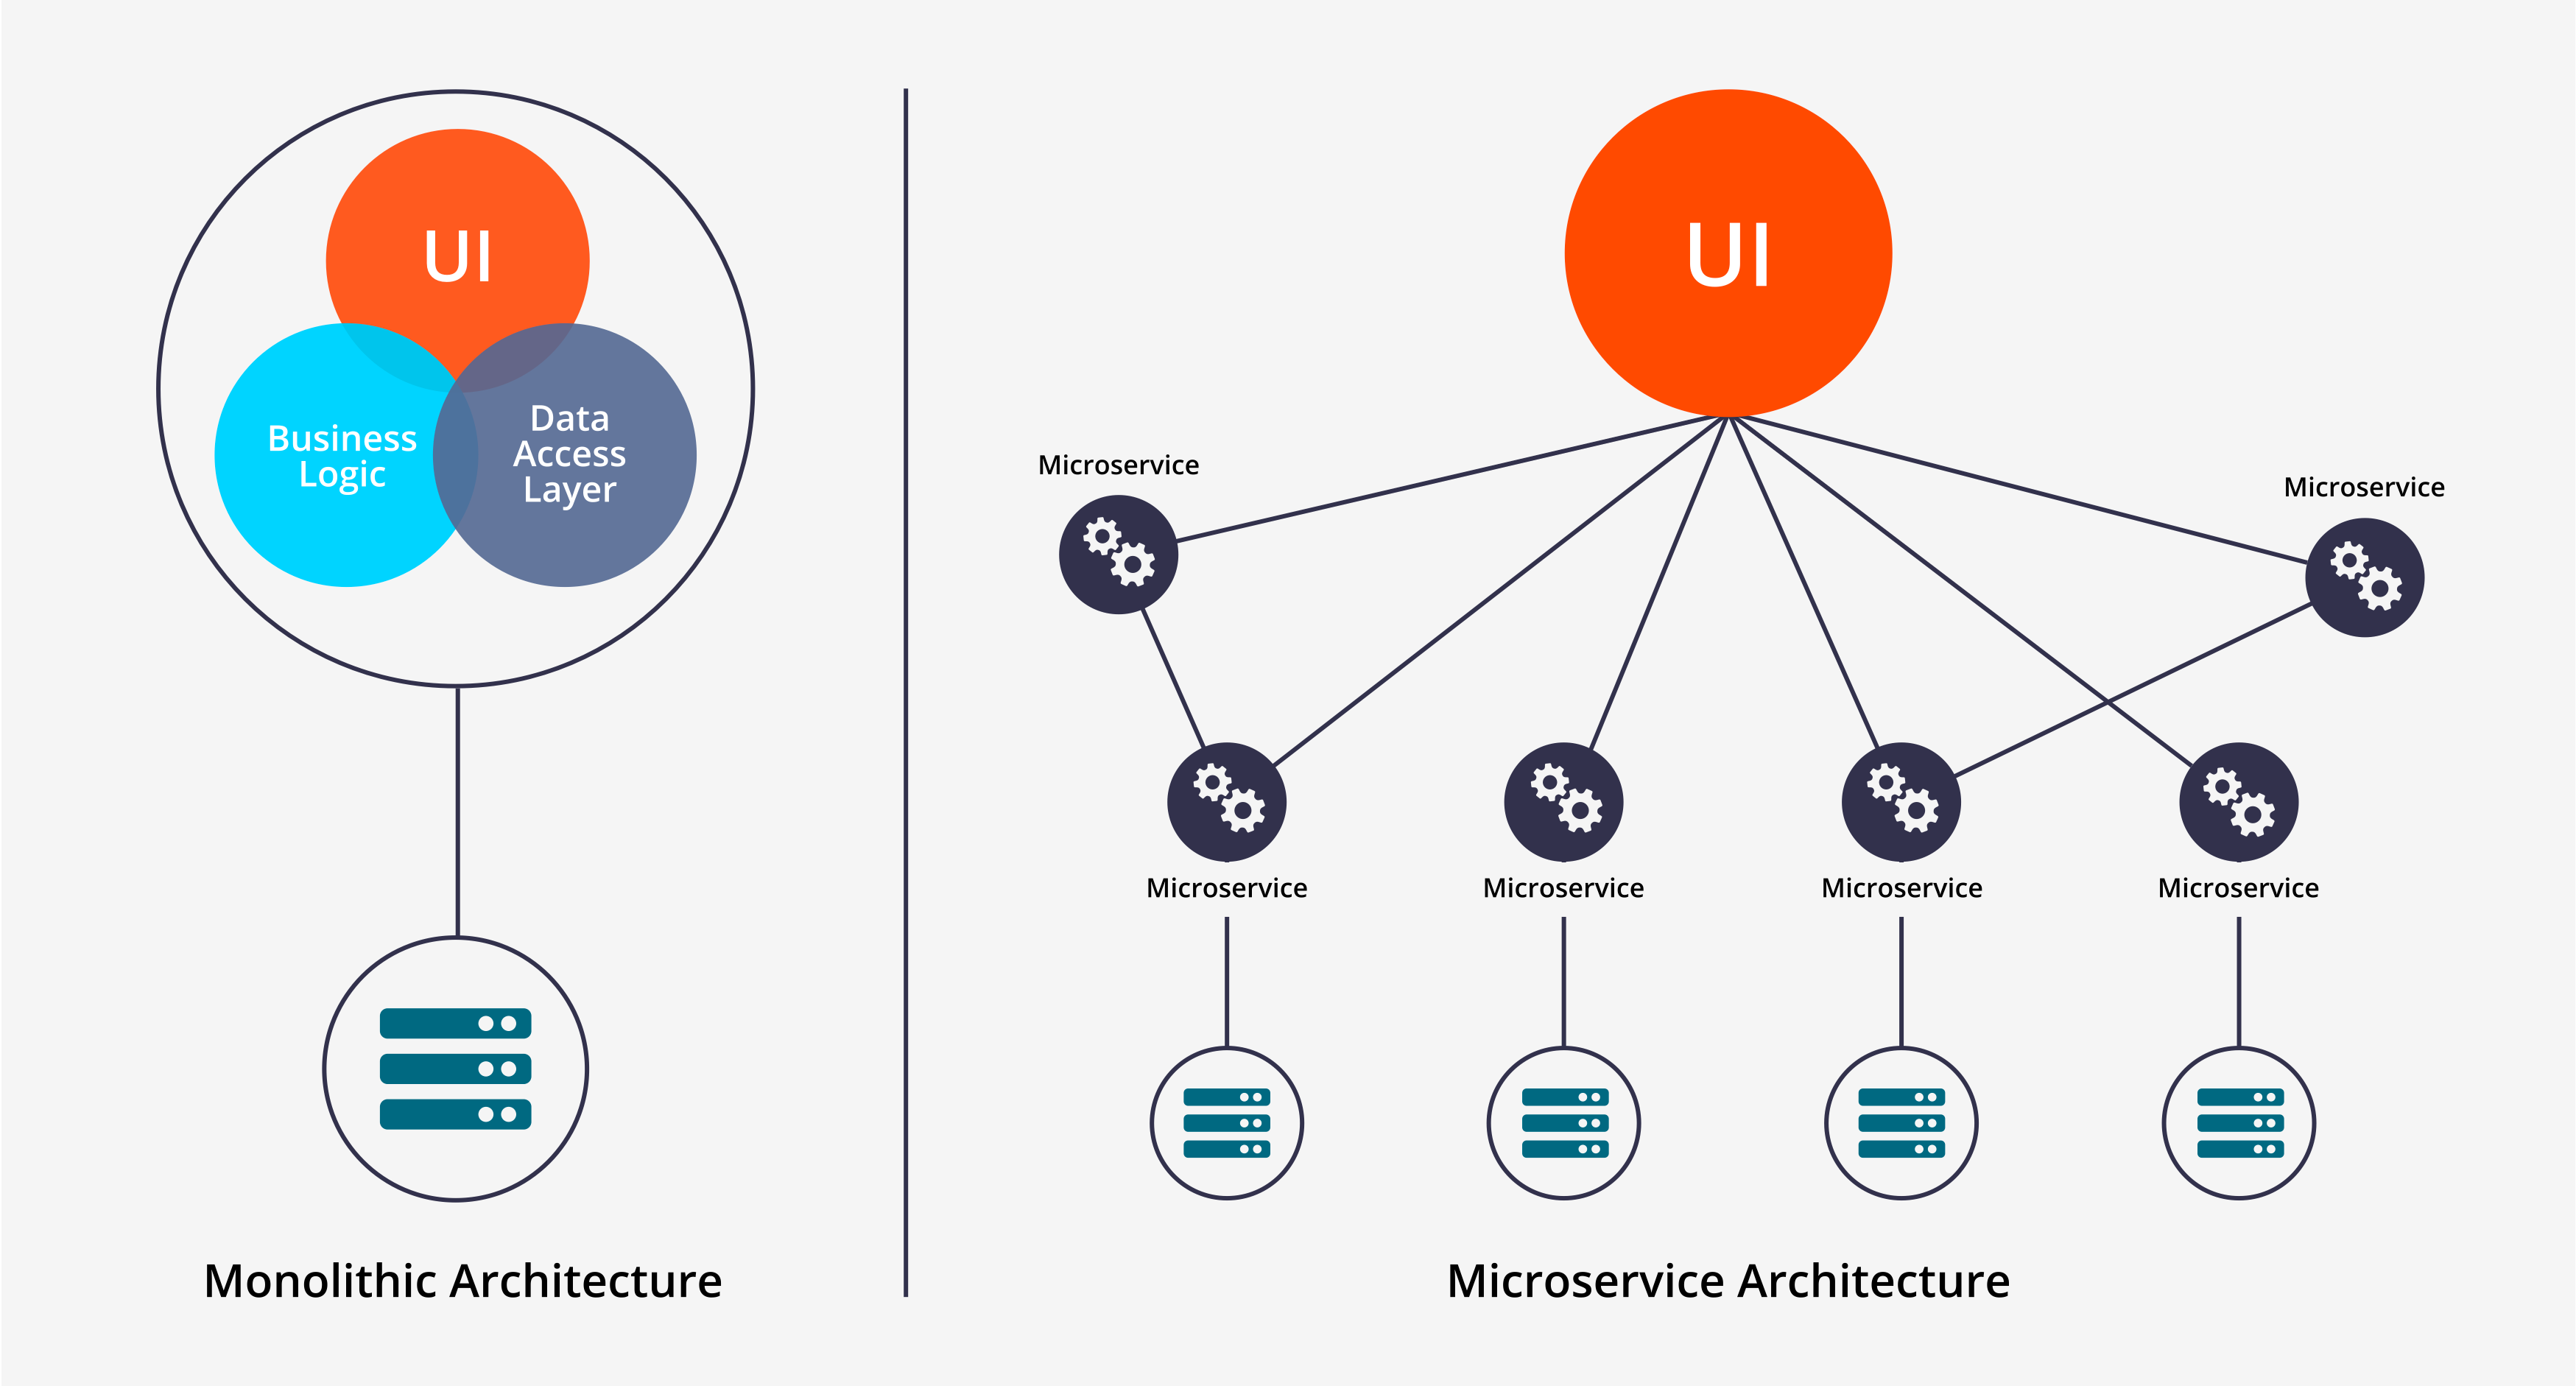 UI
Business
Logic
Data
Access
Layer
Monolithic Architecture
UI
Microservice
Microservice
Microservice
Microservice
Microservice
Microservice
Microservice Architecture